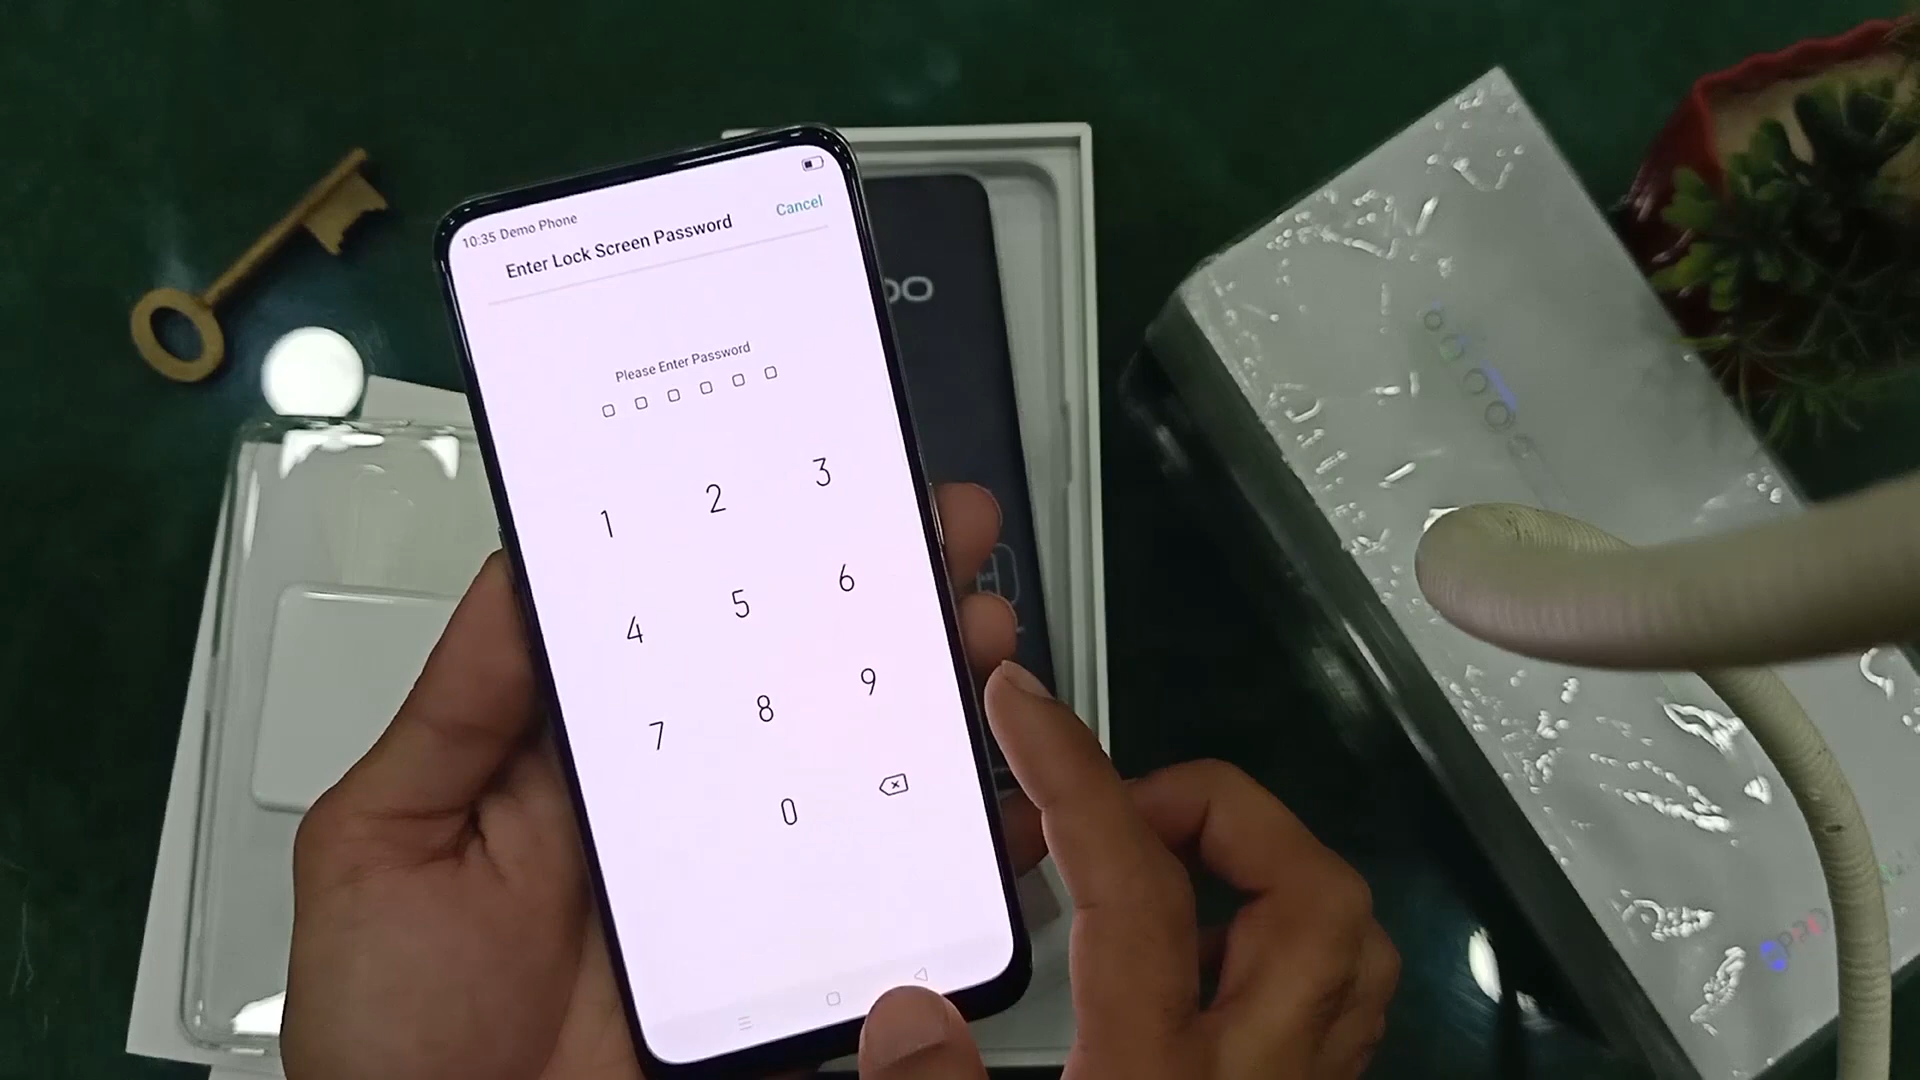 10:35 Demo Phone
Enter Lock Screen Password
Cancel
Please Enter Password
1 2 3
4 5 6
7 8 9
0